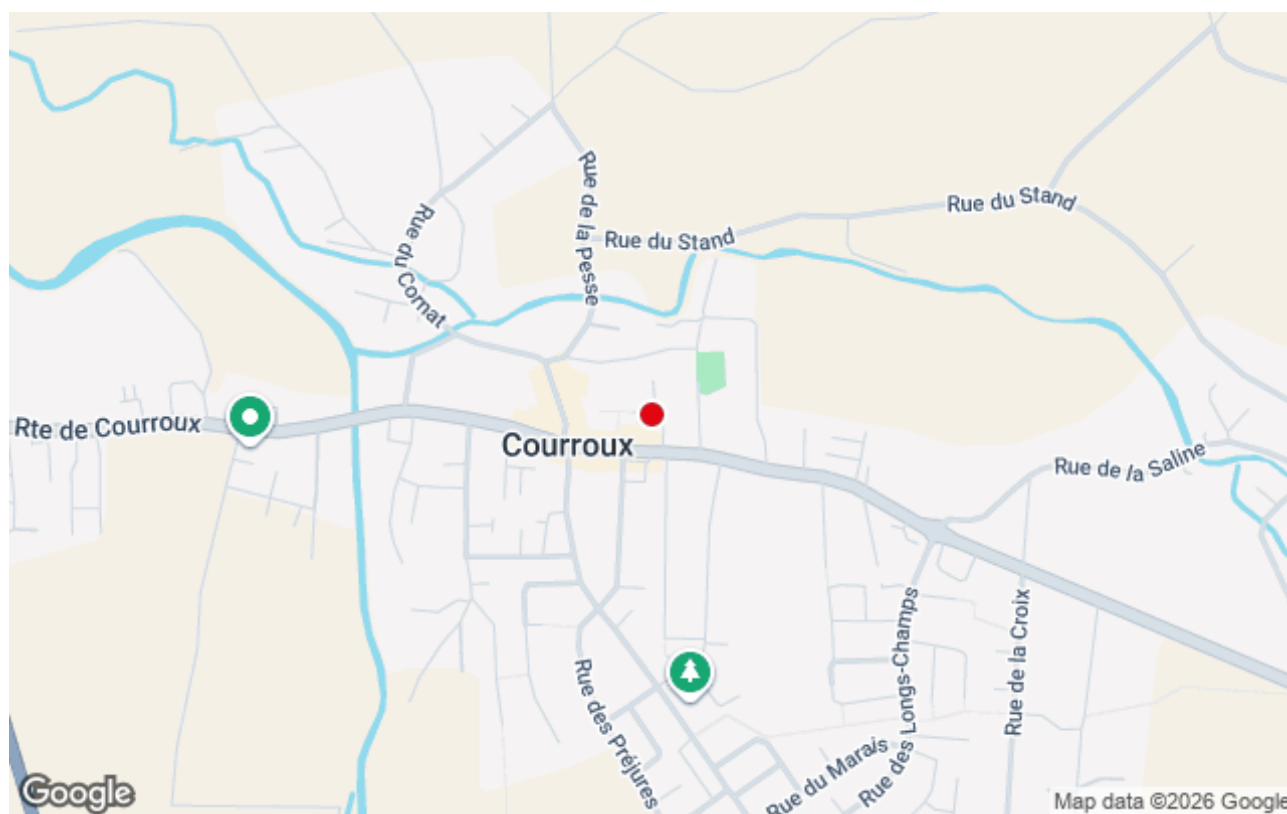 Rue de la Pesse
Rue du Stand
Rue du Stand
Rue du Cornat
Rte de Courroux
Courroux
Rue de la Saline
Rue des Longs-Champs
Rue de la Croix
Rue des Préjures
Rue du Marais
Google
Map data ©2026 Google